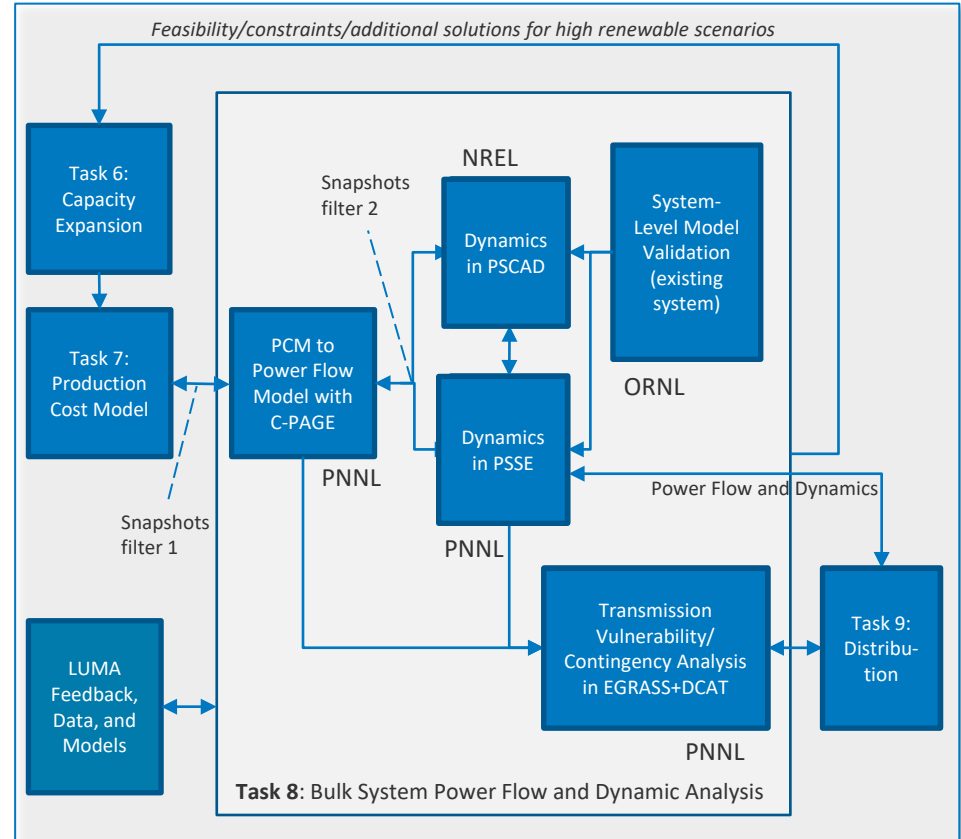 Feasibility/constraints/additional solutions for high renewable scenarios
Task 6:
Capacity
Expansion
Task 7:
Production
Cost Model
Snapshots
filter 1
LUMA
Feedback,
Data, and
Models
PCM to
Power Flow
Model with
C-PAGE
PNNL
Snapshots
filter 2
NREL
Dynamics
in PSCAD
Dynamics
in PSSE
PNNL
System-
Level Model
Validation
(existing
system)
ORNL
Power Flow and Dynamics
Transmission
Vulnerability/
Contingency Analysis
in EGRASS+DCAT
PNNL
Task 9:
Distribu-
tion
Task 8: Bulk System Power Flow and Dynamic Analysis